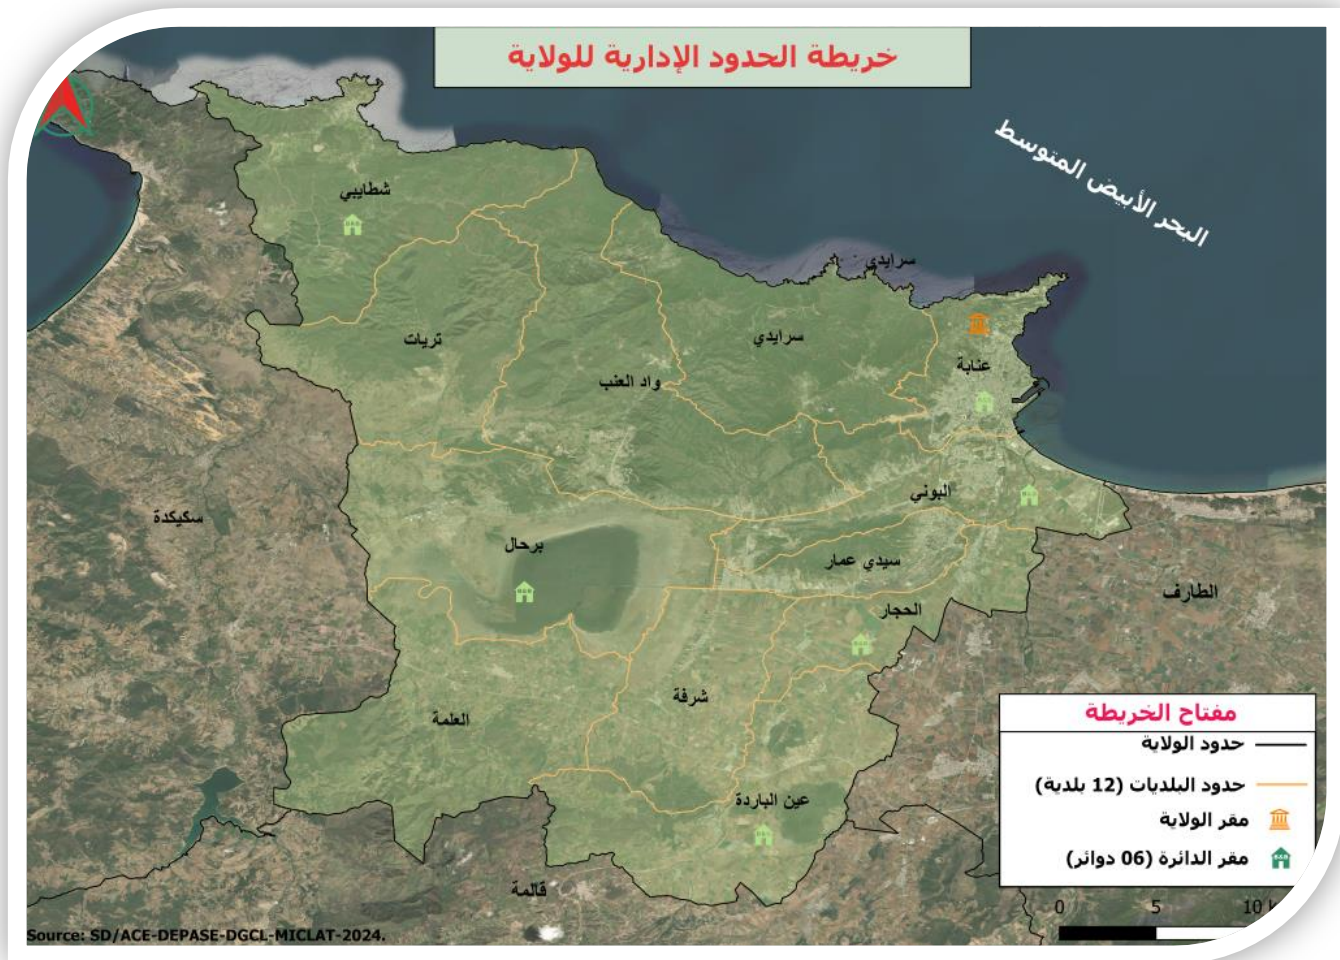 خريطة الحدود الإدارية للولاية
البحر الأبيض المتوسط
شطايبي
سرايدي
تريات
سرايدي
عنابة
واد العنب
البوني
سكيكدة
برحال
سيدي عمار
الطارف
الحجار
شرفة
العلمة
عين الباردة
قالمة
مفتاح الخريطة
حدود الولاية
حدود البلديات (12 بلدية)
مقر الولاية
مقر الدائرة (06 دوائر)
0 5 10
Source: SD/ACE-DEPASE-DGCL-MICLAT-2024.